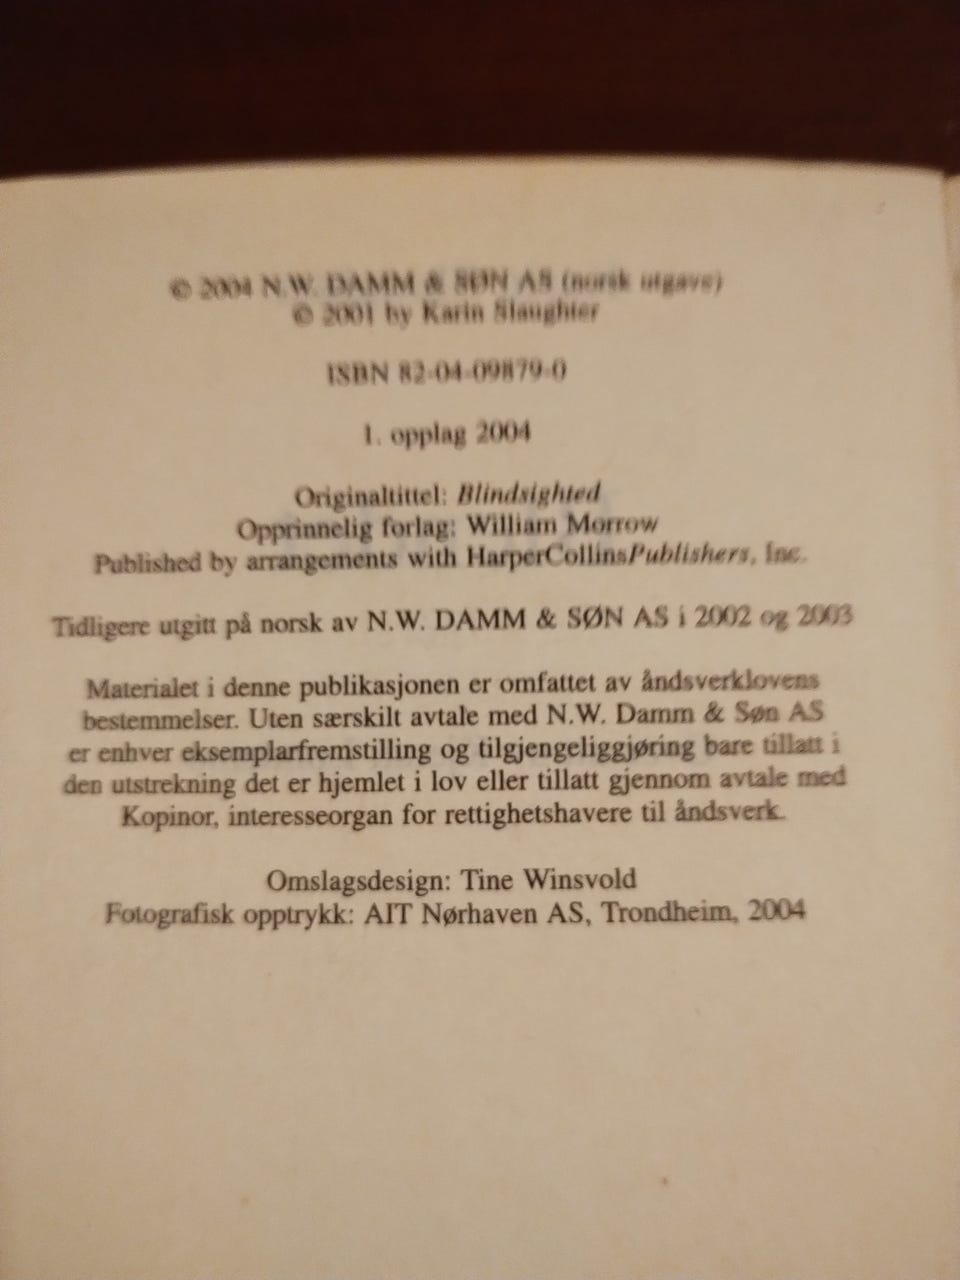 © 2004 N.W. DAMM & SØN AS (norsk utgave)
© 2001 by Karin Slaughter
ISBN 82-04-09879-0
1. opplag 2004
Originaltittel: Blindsighted
Opprinnelig forlag: William Morrow
Published by arrangements with HarperCollinsPublishers, Inc.
Tidligere utgitt på norsk av N.W. DAMM & SØN AS i 2002 og 2003
Materialet i denne publikasjonen er omfattet av åndsverklovens
bestemmelser. Uten særskilt avtale med N.W. Damm & Søn AS
er enhver eksemplarfremstilling og tilgjengeliggjøring bare tillatt i
den utstrekning det er hjemlet i lov eller tillatt gjennom avtale med
Kopinor, interesseorgan for rettighetshavere til åndsverk.
Omslagsdesign: Tine Winsvold
Fotografisk opptrykk: AIT Nørhaven AS, Trondheim, 2004